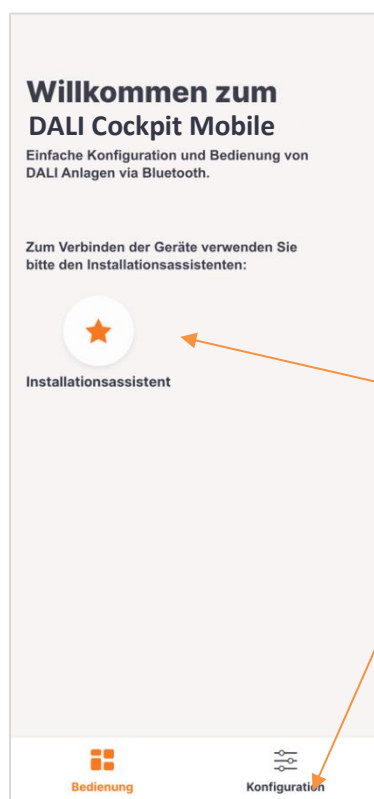 Willkommen zum
DALI Cockpit Mobile
Einfache Konfiguration und Bedienung von
DALI Anlagen via Bluetooth.
Zum Verbinden der Geräte verwenden Sie
bitte den Installationsassistenten:
Installationsassistent
Bedienung
Konfiguration